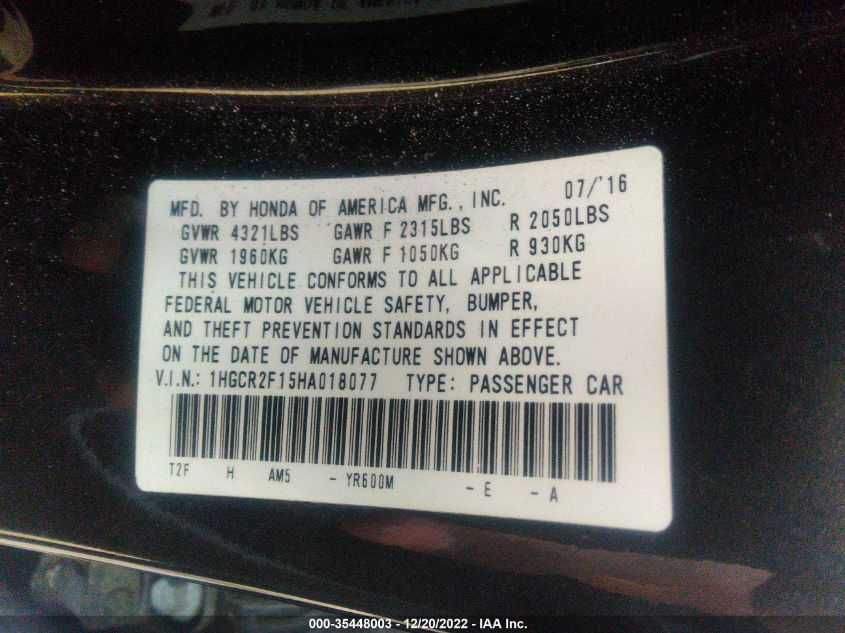 MFD. BY HONDA OF AMERICA MFG., INC. 07/'16
GVWR 4321LBS GAWR F 2315LBS R 2050LBS
GVWR 1960KG GAWR F 1050KG R 930KG
THIS VEHICLE CONFORMS TO ALL APPLICABLE
FEDERAL MOTOR VEHICLE SAFETY, BUMPER,
AND THEFT PREVENTION STANDARDS IN EFFECT
ON THE DATE OF MANUFACTURE SHOWN ABOVE.
V.I.N.: 1HGCR2F15HA018077 TYPE: PASSENGER CAR
T2F H AM5 - YR600M - E - A
000-35448003 - 12/20/2022 - IAA Inc.